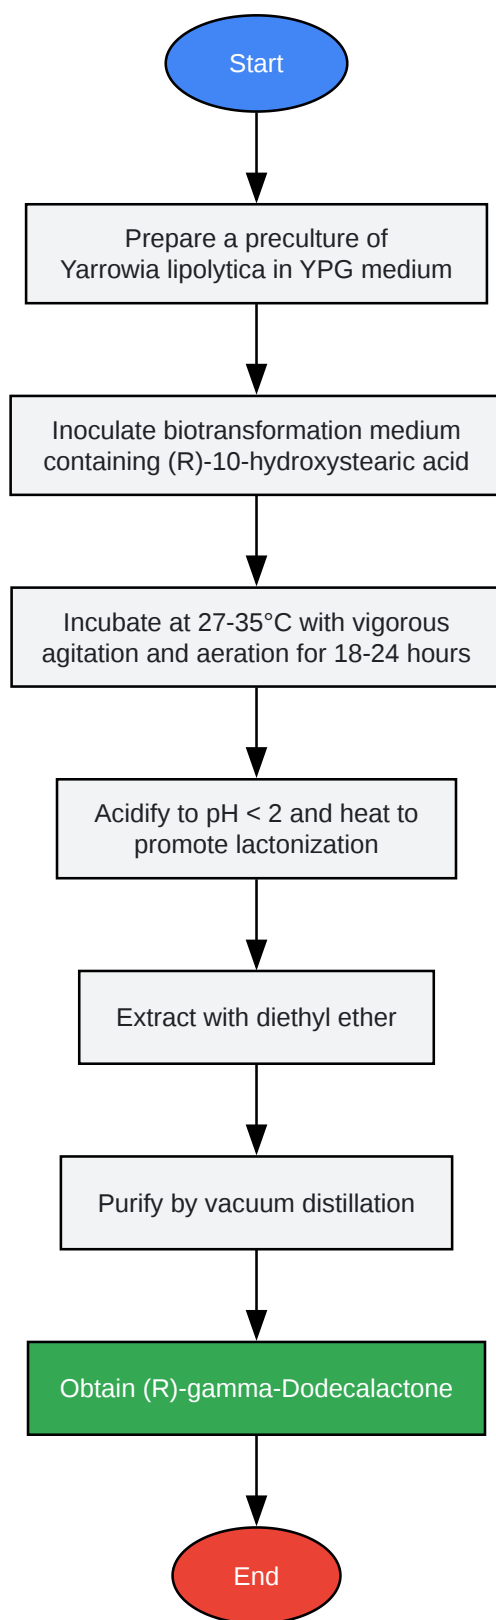 Start
Prepare a preculture of
Yarrowia lipolytica in YPG medium
Inoculate biotransformation medium
containing (R)-10-hydroxystearic acid
Incubate at 27-35°C with vigorous
agitation and aeration for 18-24 hours
Acidify to pH < 2 and heat to
promote lactonization
Extract with diethyl ether
Purify by vacuum distillation
Obtain (R)-gamma-Dodecalactone
End